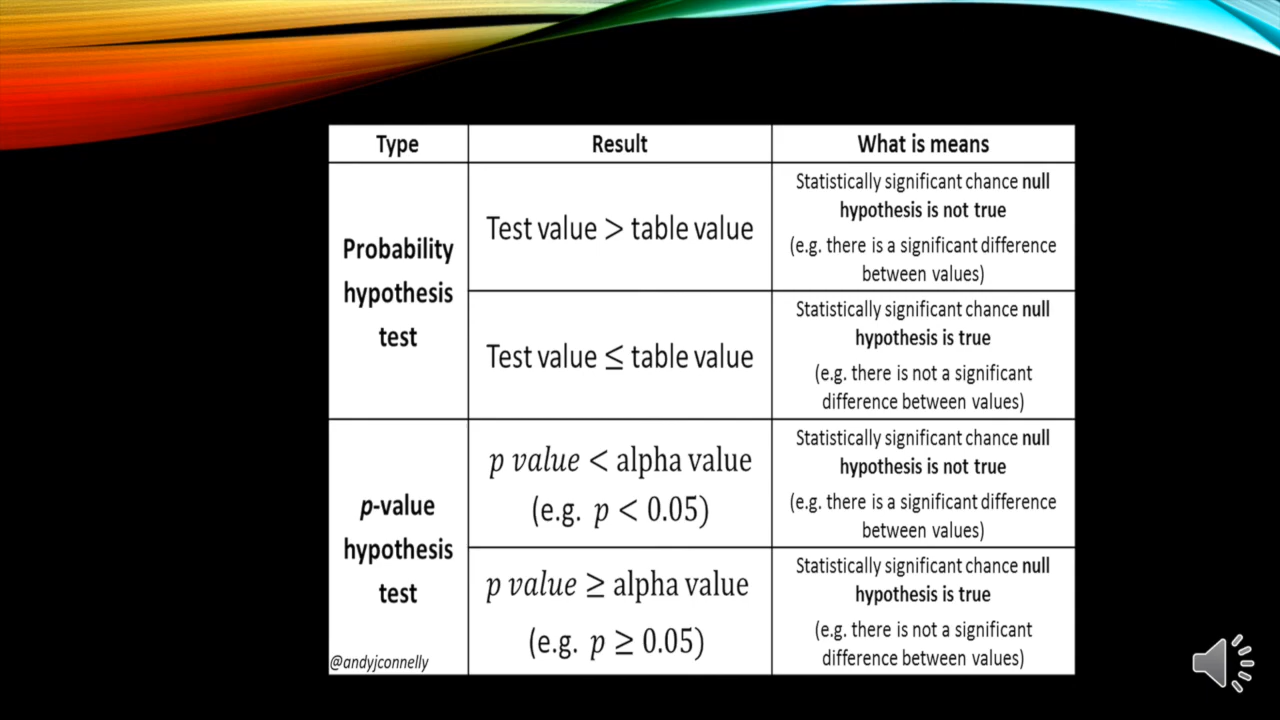 Type Result What is means
Probability
hypothesis
test
Test value > table value
Statistically significant chance null
hypothesis is not true
(e.g. there is a significant difference
between values)
Test value ≤ table value
Statistically significant chance null
hypothesis is true
(e.g. there is not a significant
difference between values)
p-value
hypothesis
test
p value < alpha value
(e.g. p < 0.05)
Statistically significant chance null
hypothesis is not true
(e.g. there is a significant difference
between values)
p value ≥ alpha value
(e.g. p ≥ 0.05)
Statistically significant chance null
hypothesis is true
(e.g. there is not a significant
difference between values)
@andyjconnelly